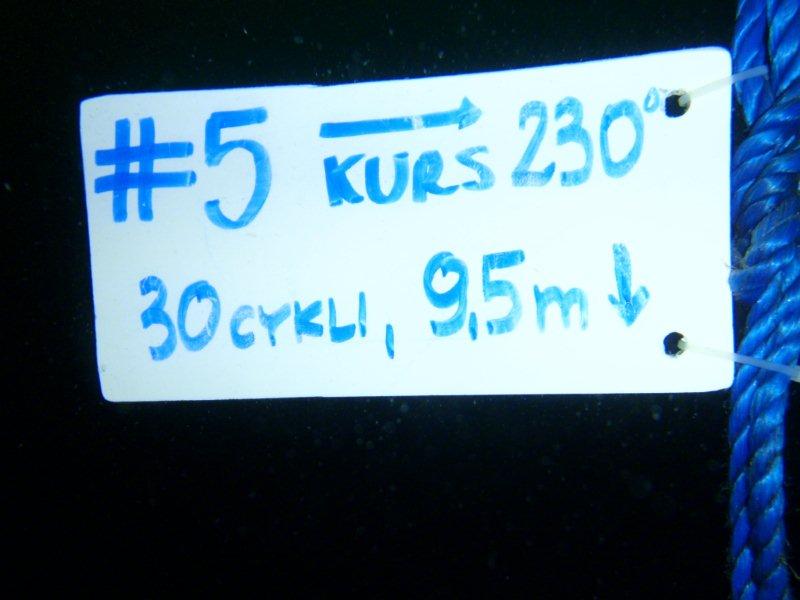 #5 → KURS 230°
30 CYKLI, 9,5m ↓